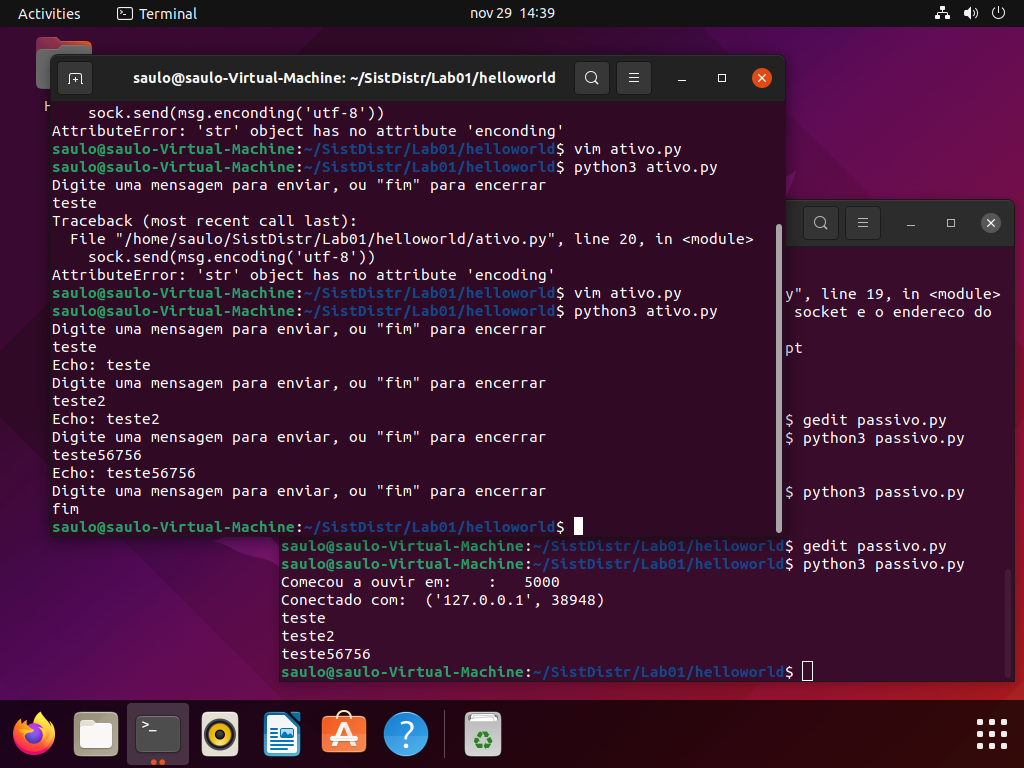 Activities
Terminal
nov 29 14:39
H
saulo@saulo-Virtual-Machine: ~/SistDistr/Lab01/helloworld
sock.send(msg.enconding('utf-8'))
AttributeError: 'str' object has no attribute 'enconding'
saulo@saulo-Virtual-Machine:~/SistDistr/Lab01/helloworld$ vim ativo.py
saulo@saulo-Virtual-Machine:~/SistDistr/Lab01/helloworld$ python3 ativo.py
Digite uma mensagem para enviar, ou "fim" para encerrar
teste
Traceback (most recent call last):
File "/home/saulo/SistDistr/Lab01/helloworld/ativo.py", line 20, in <module>
sock.send(msg.encoding('utf-8'))
AttributeError: 'str' object has no attribute 'encoding'
saulo@saulo-Virtual-Machine:~/SistDistr/Lab01/helloworld$ vim ativo.py
saulo@saulo-Virtual-Machine:~/SistDistr/Lab01/helloworld$ python3 ativo.py
Digite uma mensagem para enviar, ou "fim" para encerrar
teste
Echo: teste
Digite uma mensagem para enviar, ou "fim" para encerrar
teste2
Echo: teste2
Digite uma mensagem para enviar, ou "fim" para encerrar
teste56756
Echo: teste56756
Digite uma mensagem para enviar, ou "fim" para encerrar
fim
saulo@saulo-Virtual-Machine:~/SistDistr/Lab01/helloworld$
y", line 19, in <module>
socket e o endereco do
pt
$ gedit passivo.py
$ python3 passivo.py
$ python3 passivo.py
saulo@saulo-Virtual-Machine:~/SistDistr/Lab01/helloworld$ gedit passivo.py
saulo@saulo-Virtual-Machine:~/SistDistr/Lab01/helloworld$ python3 passivo.py
Comecou a ouvir em:    :   5000
Conectado com:  ('127.0.0.1', 38948)
teste
teste2
teste56756
saulo@saulo-Virtual-Machine:~/SistDistr/Lab01/helloworld$